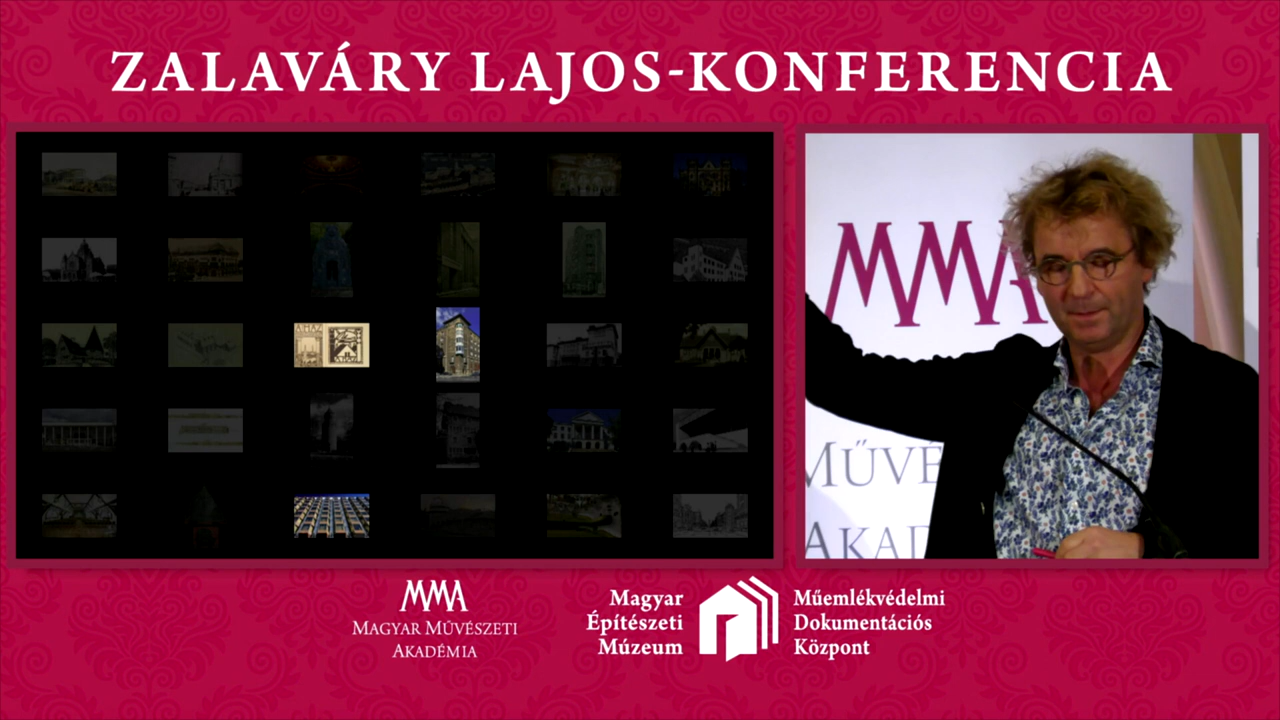 ZALAVÁRY LAJOS-KONFERENCIA
MMA
MŰVÉ
AKAD
MMA
MAGYAR MŰVÉSZETI
AKADÉMIA
Magyar
Építészeti
Múzeum
Műemlékvédelmi
Dokumentációs
Központ